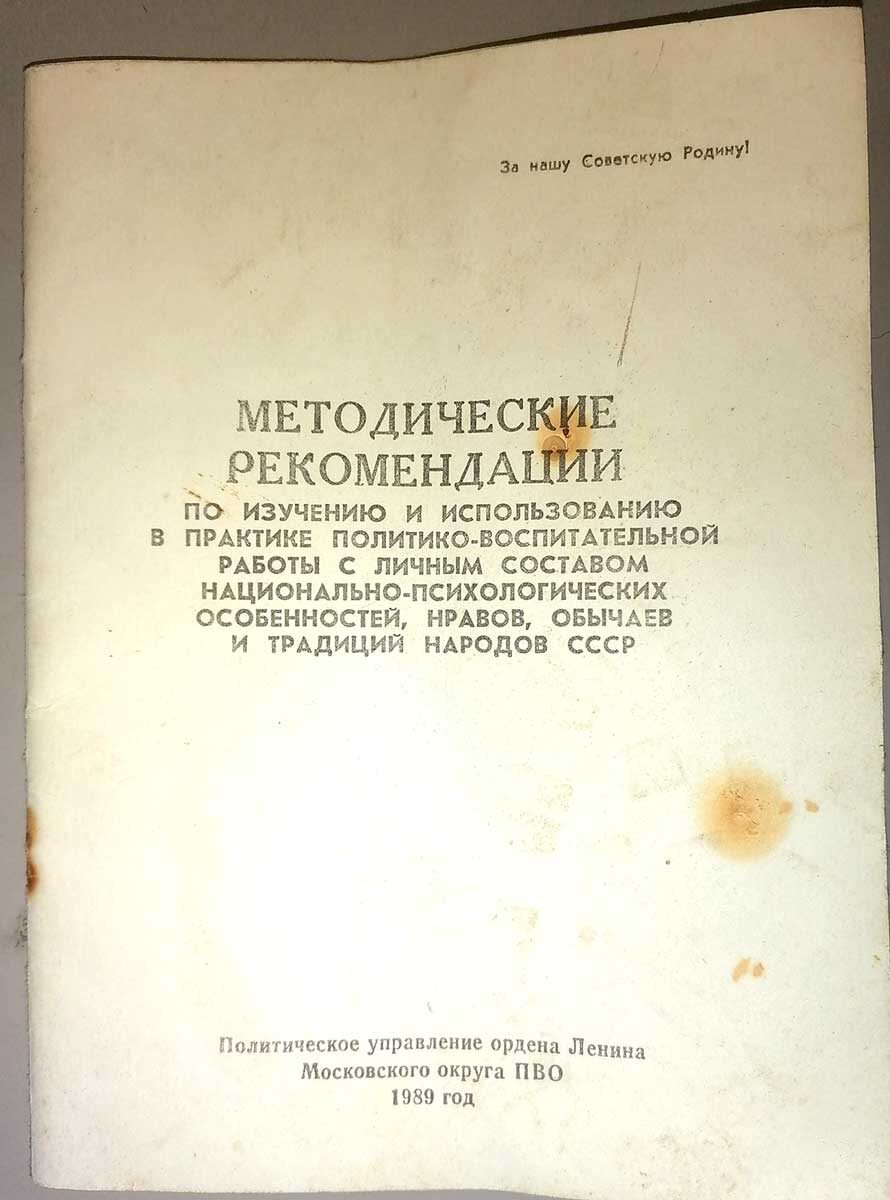 За нашу Советскую Родину!
МЕТОДИЧЕСКИЕ
РЕКОМЕНДАЦИИ
ПО ИЗУЧЕНИЮ И ИСПОЛЬЗОВАНИЮ
В ПРАКТИКЕ ПОЛИТИКО-ВОСПИТАТЕЛЬНОЙ
РАБОТЫ С ЛИЧНЫМ СОСТАВОМ
НАЦИОНАЛЬНО-ПСИХОЛОГИЧЕСКИХ
ОСОБЕННОСТЕЙ, НРАВОВ, ОБЫЧАЕВ
И ТРАДИЦИЙ НАРОДОВ СССР
Политическое управление ордена Ленина
Московского округа ПВО
1989 год